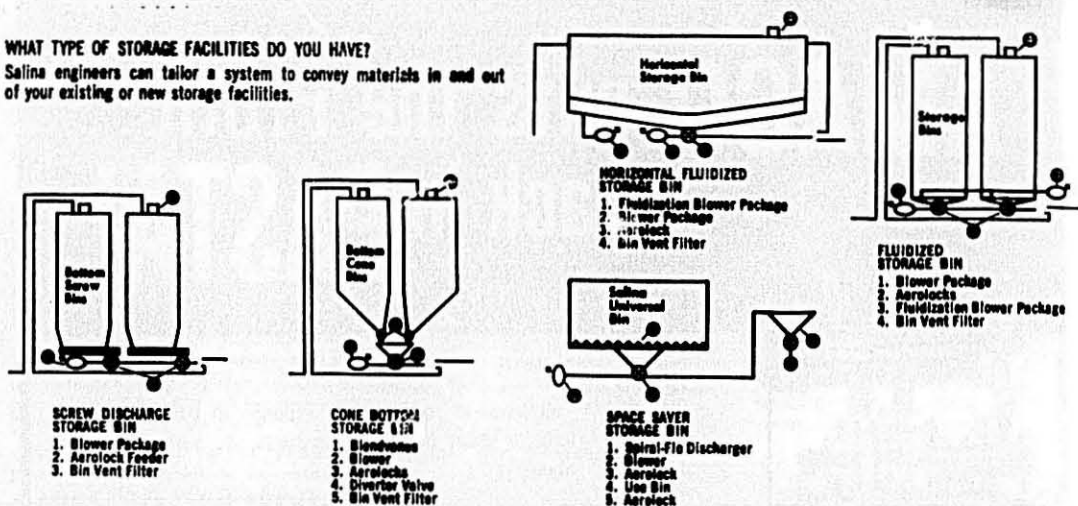 WHAT TYPE OF STORAGE FACILITIES DO YOU HAVE?
Salina engineers can tailor a system to convey materials in and out
of your existing or new storage facilities.
Horizontal
Storage Bin
HORIZONTAL FLUIDIZED
STORAGE BIN
1. Fluidization Blower Package
2. Blower Package
3. Aerolock
4. Bin Vent Filter
Storage
Bins
FLUIDIZED
STORAGE BIN
1. Blower Package
2. Aerolocks
3. Fluidization Blower Package
4. Bin Vent Filter
Bottom
Screw
Bins
SCREW DISCHARGE
STORAGE BIN
1. Blower Package
2. Aerolock Feeder
3. Bin Vent Filter
Bottom
Cone
Bins
CONE BOTTOM
STORAGE BIN
1. Blendvanes
2. Blower
3. Aerolocks
4. Diverter Valve
5. Bin Vent Filter
Salina
Universal
Bin
SPACE SAVER
STORAGE BIN
1. Spiral-Flo Discharger
2. Blower
3. Aerolock
4. Use Bin
5. Aerolock